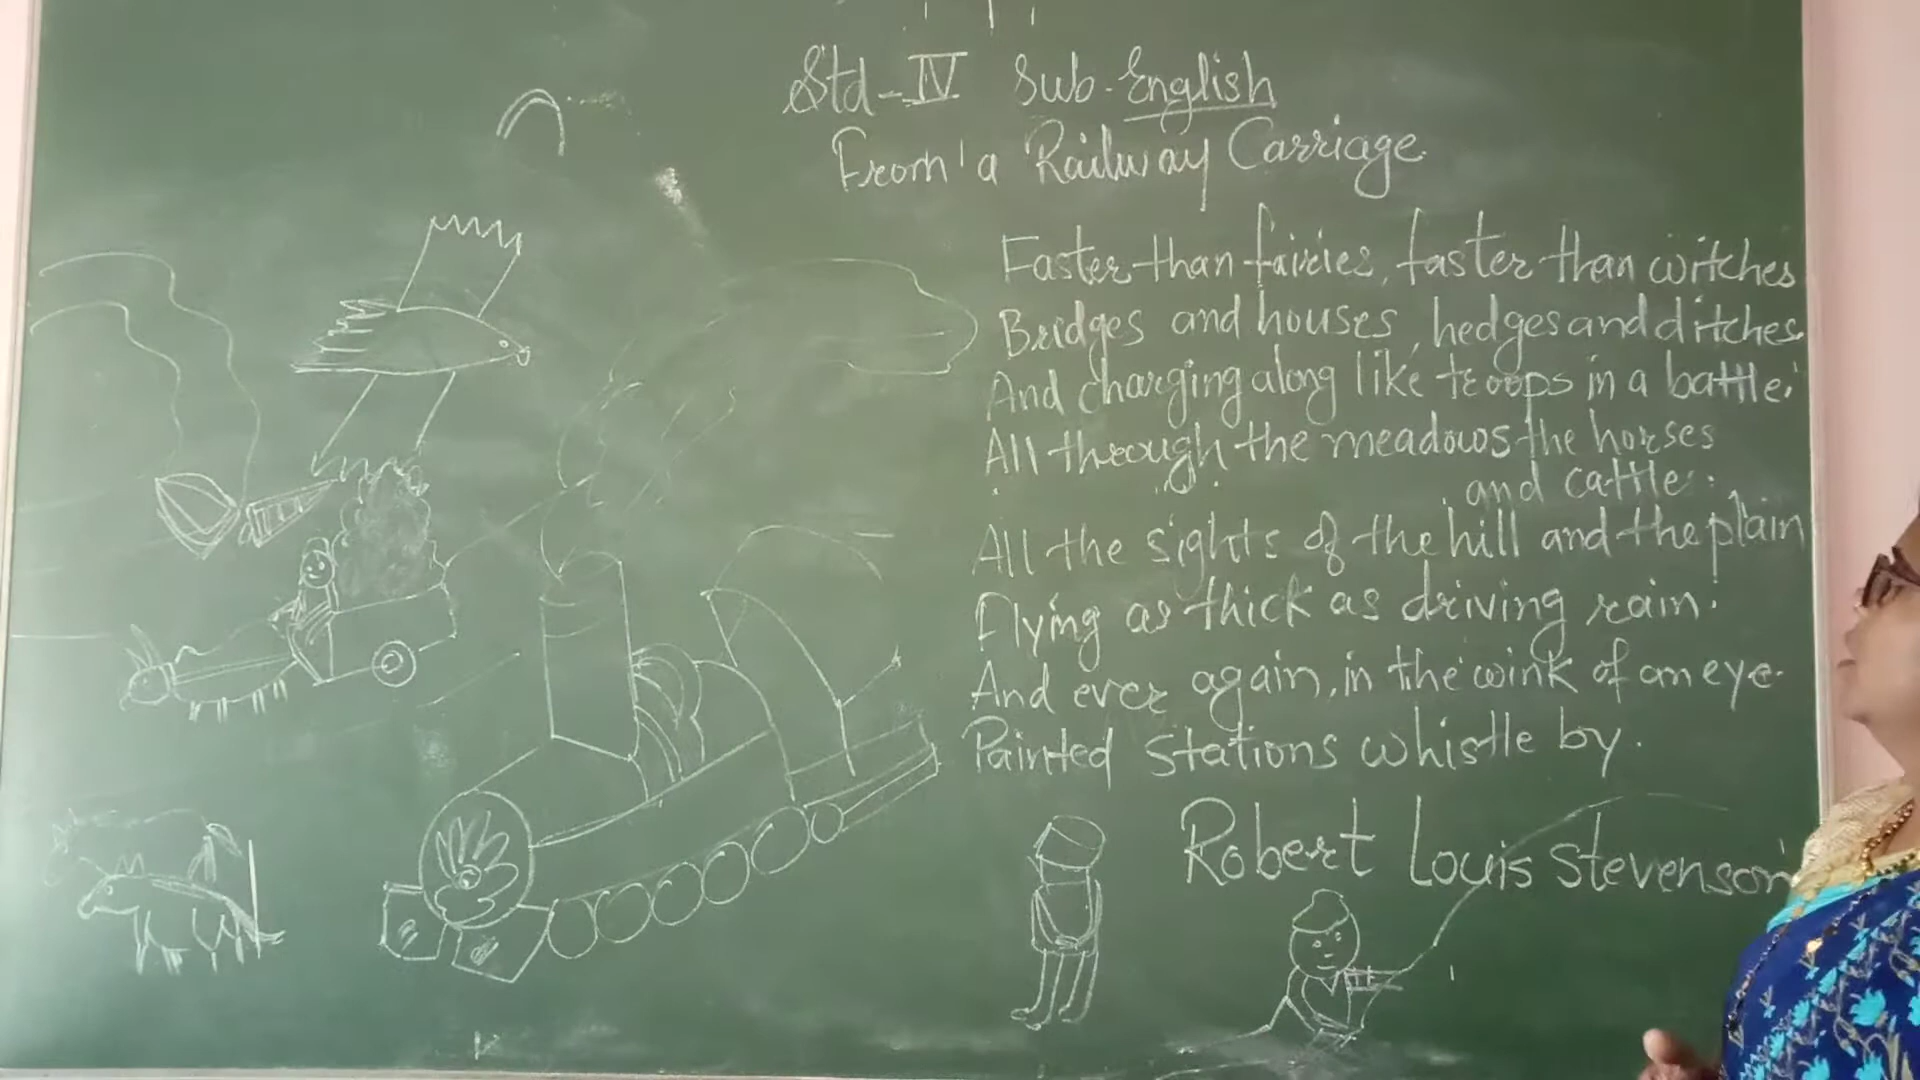 Std-IV Sub-English
From a Railway Carriage
Faster than fairies, faster than witches
Bridges and houses, hedges and ditches
And charging along like troops in a battle.
All through the meadows the horses
and cattle.
All the sights of the hill and the plain
Flying as thick as driving rain.
And ever again, in the wink of an eye.
Painted Stations whistle by.
Robert Louis Stevenson